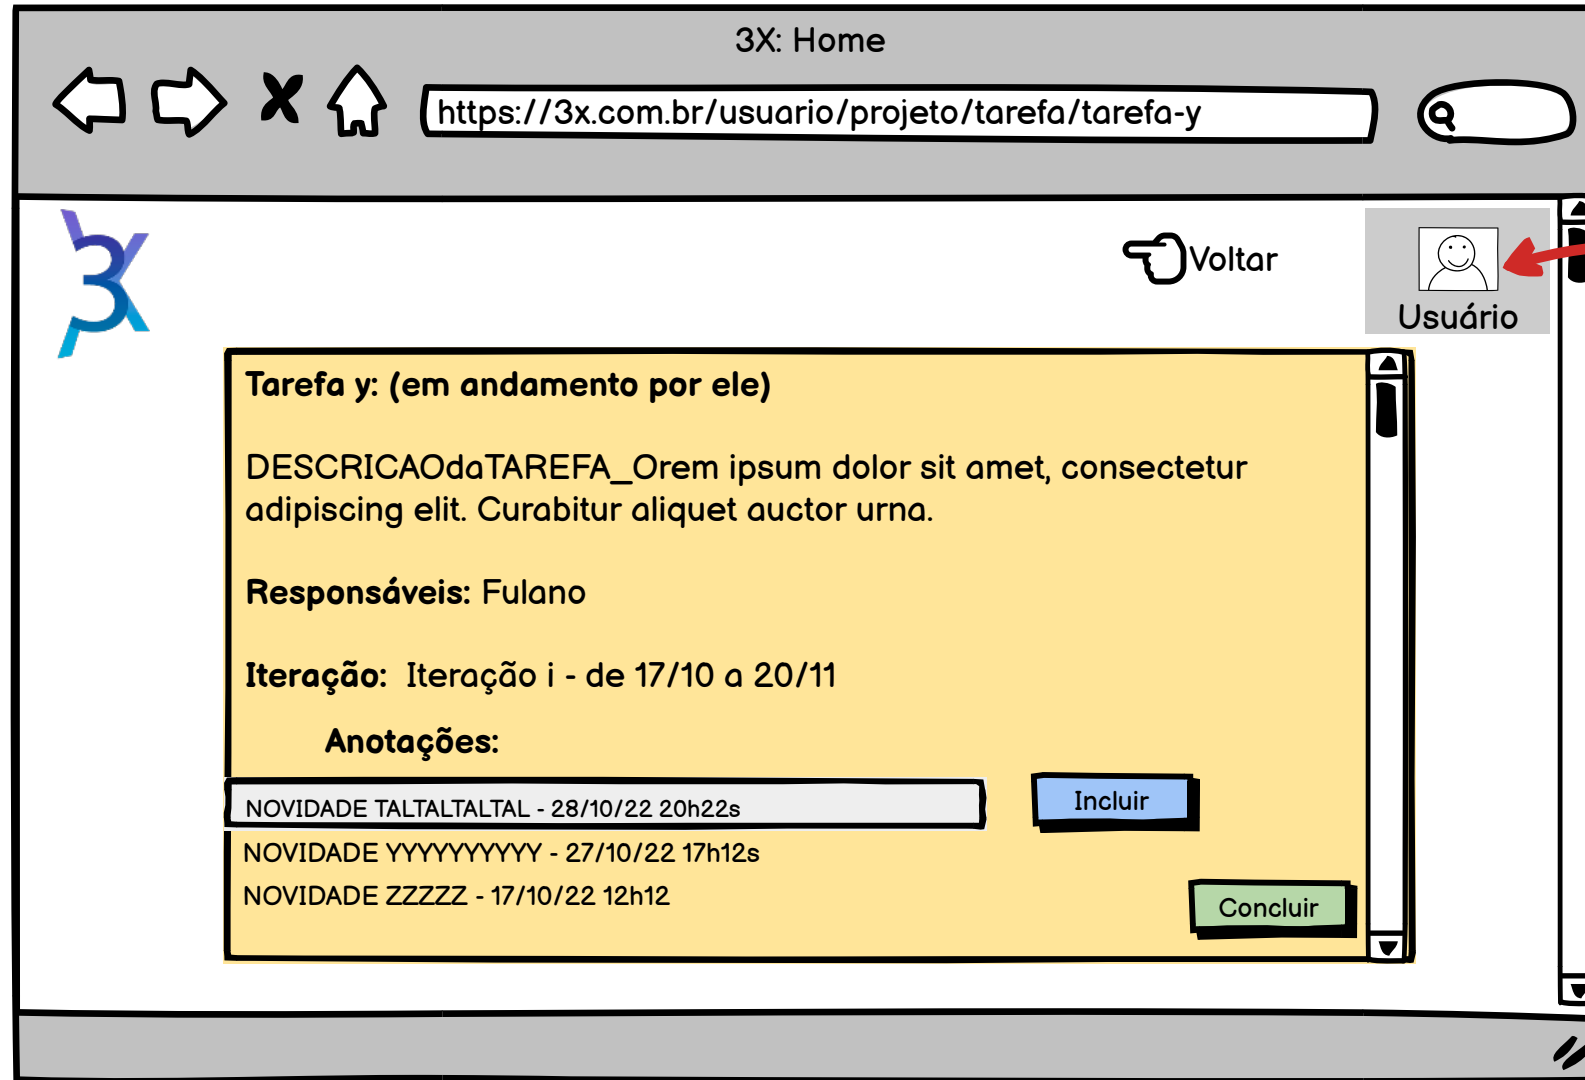 3X: Home
https://3x.com.br/usuario/projeto/tarefa/tarefa-y
3X
Voltar
Usuário
Tarefa y: (em andamento por ele)
DESCRICAOdaTAREFA_Orem ipsum dolor sit amet, consectetur
adipiscing elit. Curabitur aliquet auctor urna.
Responsáveis: Fulano
Iteração: Iteração i - de 17/10 a 20/11
Anotações:
NOVIDADE TALTALTALTAL - 28/10/22 20h22s
Incluir
NOVIDADE YYYYYYYYYY - 27/10/22 17h12s
NOVIDADE ZZZZZ - 17/10/22 12h12
Concluir